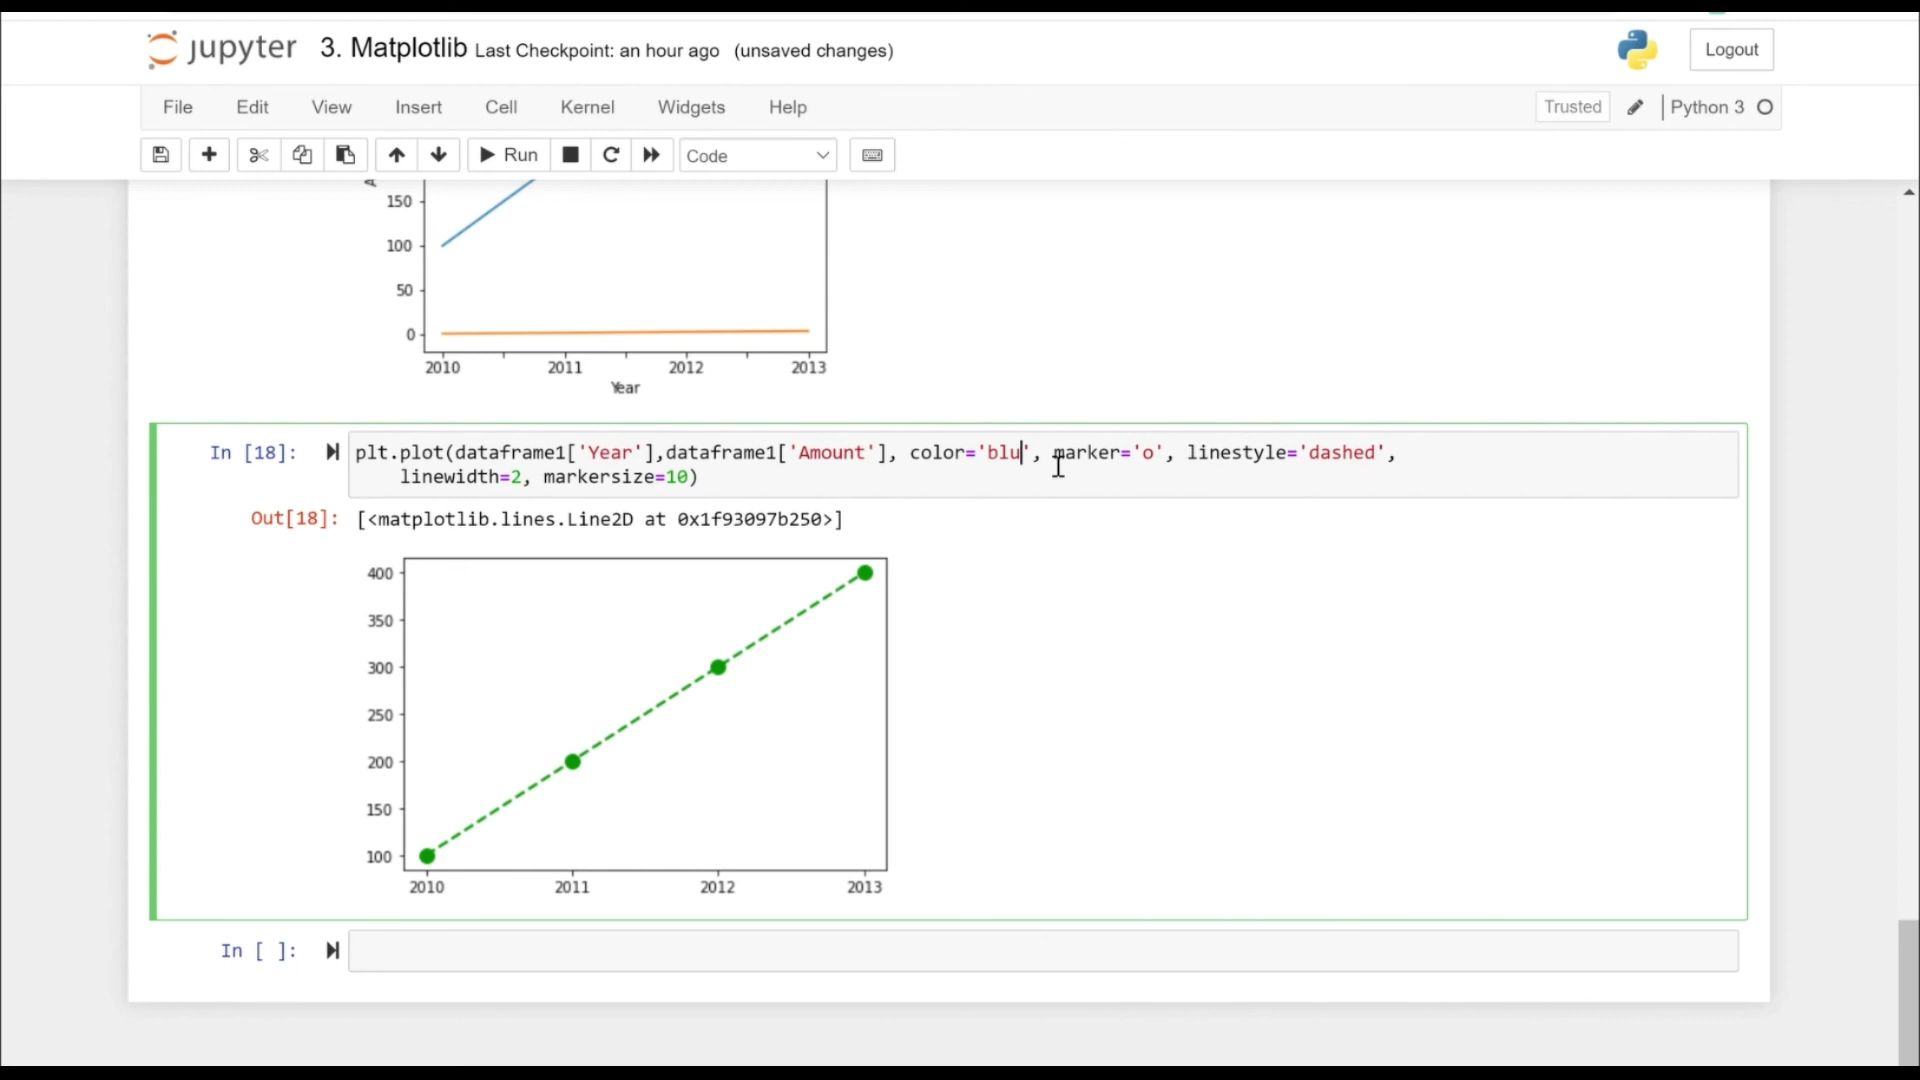 jupyter 3. Matplotlib Last Checkpoint: an hour ago (unsaved changes) Logout
File Edit View Insert Cell Kernel Widgets Help Trusted Python 3
Run Code
150
100
50
0
2010 2011 2012 2013
Year
In [18]: plt.plot(dataframe1['Year'],dataframe1['Amount'], color='blu', marker='o', linestyle='dashed',
linewidth=2, markersize=10)
Out[18]: [<matplotlib.lines.Line2D at 0x1f93097b250>]
400
350
300
250
200
150
100
2010 2011 2012 2013
In [ ]: